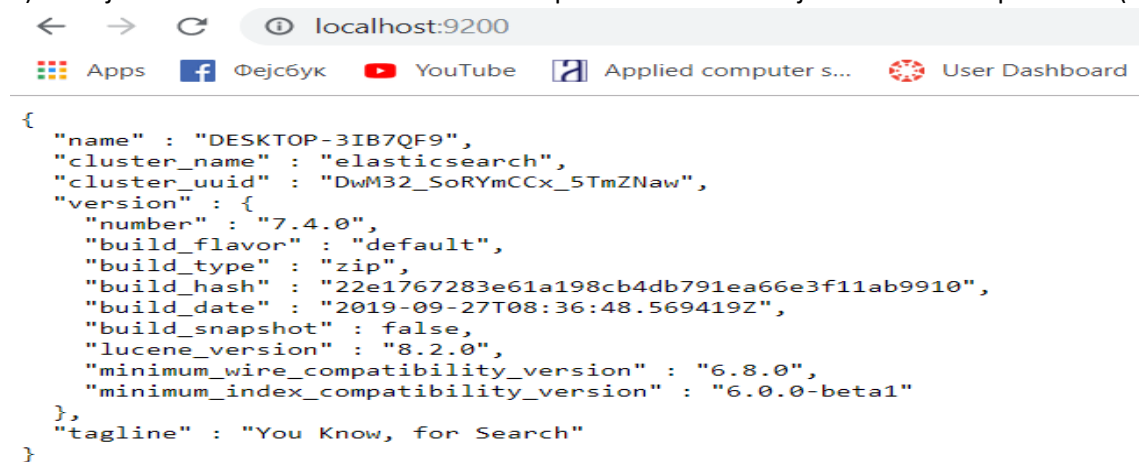 localhost:9200
Apps Фејсбук YouTube Applied computer s... User Dashboard
{
"name" : "DESKTOP-3IB7QF9",
"cluster_name" : "elasticsearch",
"cluster_uuid" : "DwM32_SoRYmCCx_5TmZNaw",
"version" : {
"number" : "7.4.0",
"build_flavor" : "default",
"build_type" : "zip",
"build_hash" : "22e1767283e61a198cb4db791ea66e3f11ab9910",
"build_date" : "2019-09-27T08:36:48.569419Z",
"build_snapshot" : false,
"lucene_version" : "8.2.0",
"minimum_wire_compatibility_version" : "6.8.0",
"minimum_index_compatibility_version" : "6.0.0-beta1"
},
"tagline" : "You Know, for Search"
}